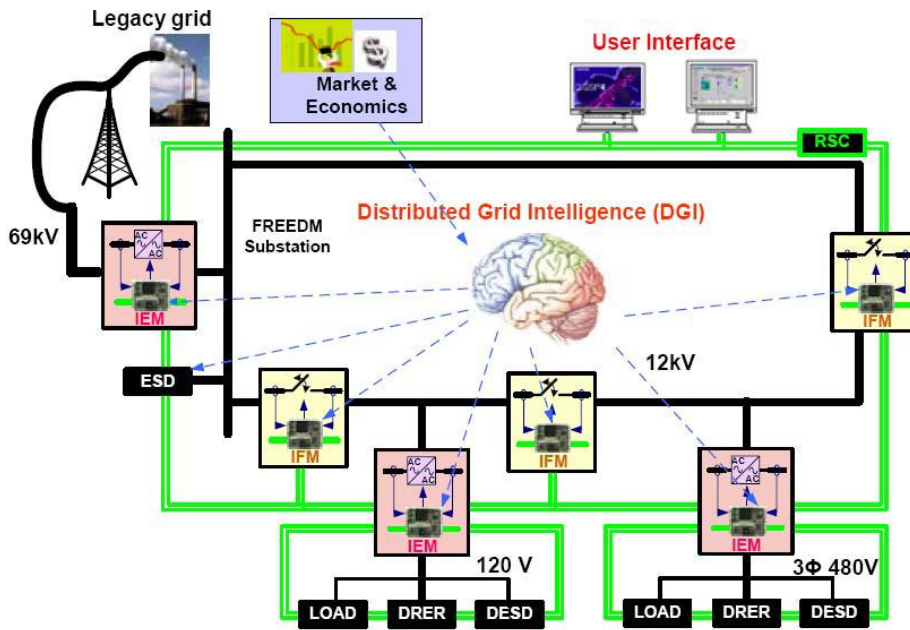 Legacy grid
Market &
Economics
$
User Interface
RSC
Distributed Grid Intelligence (DGI)
FREEDM
Substation
69kV
AC
AC
IEM
IFM
12kV
ESD
IFM
IFM
AC
AC
IEM
AC
AC
IEM
120 V
3Φ 480V
LOAD
DRER
DESD
LOAD
DRER
DESD